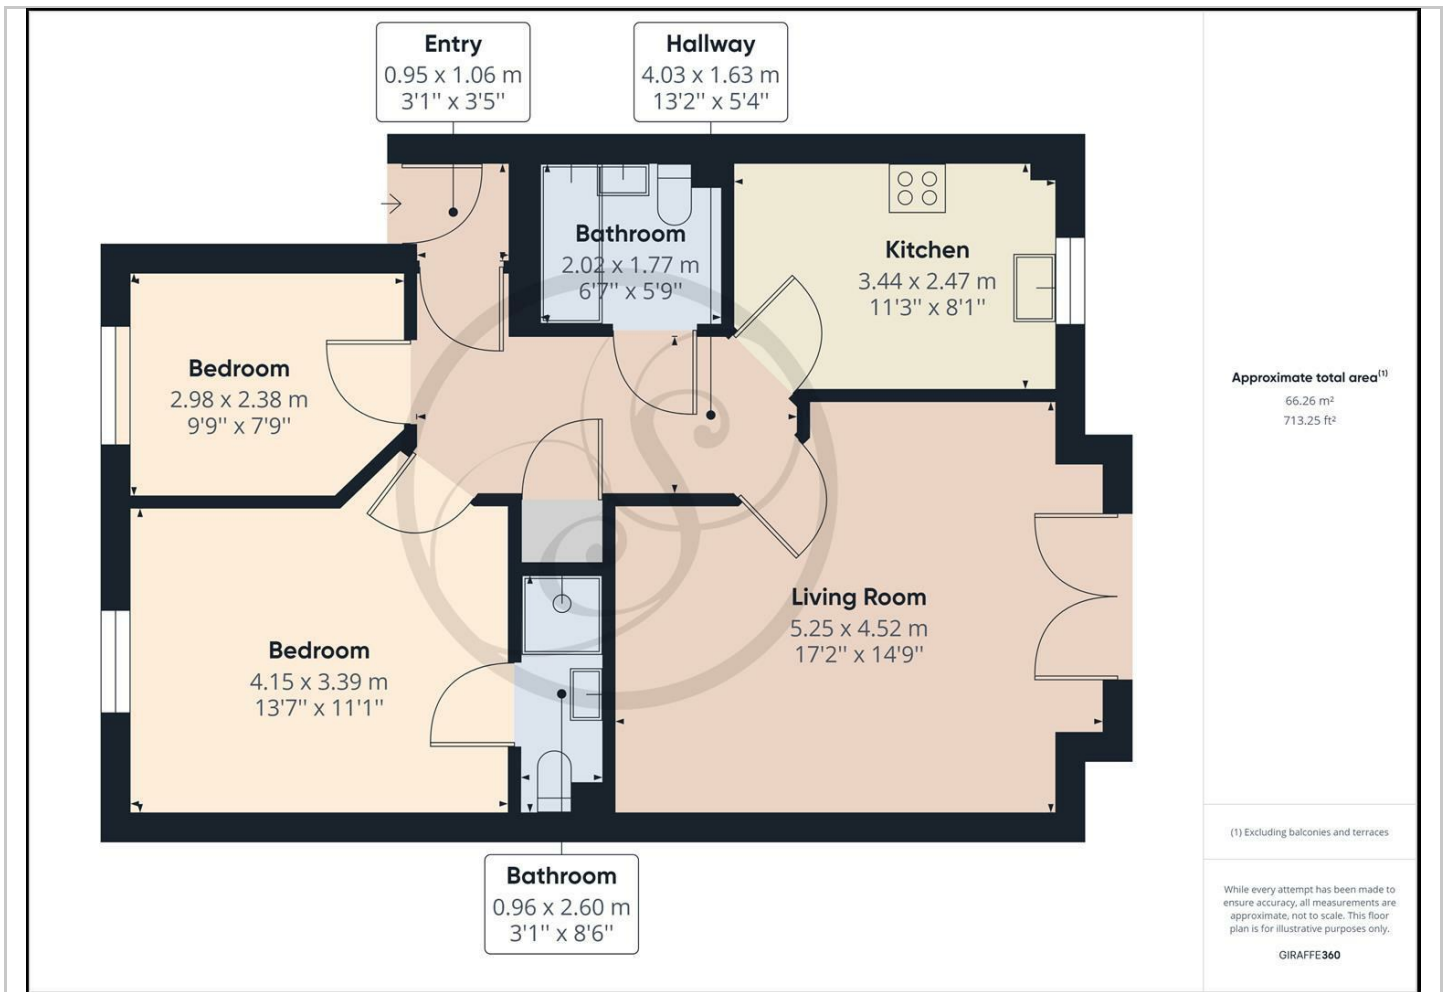 Entry
0.95 x 1.06 m
3'1'' x 3'5''
Hallway
4.03 x 1.63 m
13'2'' x 5'4''
Bathroom
2.02 x 1.77 m
6'7'' x 5'9''
Kitchen
3.44 x 2.47 m
11'3'' x 8'1''
Bedroom
2.98 x 2.38 m
9'9'' x 7'9''
Bedroom
4.15 x 3.39 m
13'7'' x 11'1''
Living Room
5.25 x 4.52 m
17'2'' x 14'9''
Bathroom
0.96 x 2.60 m
3'1'' x 8'6''
Approximate total area⁽¹⁾
66.26 m²
713.25 ft²
(1) Excluding balconies and terraces
While every attempt has been made to
ensure accuracy, all measurements are
approximate, not to scale. This floor
plan is for illustrative purposes only.
GIRAFFE360